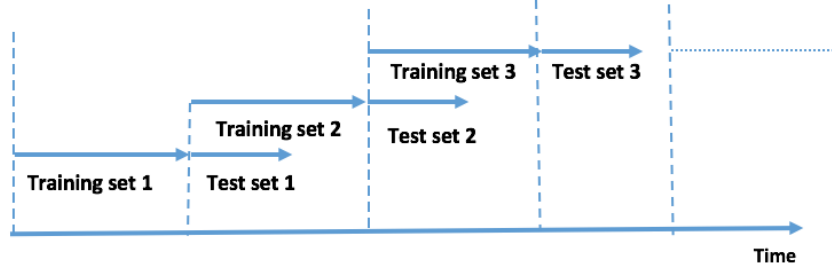 Training set 3
Test set 3
Training set 2
Test set 2
Training set 1
Test set 1
Time